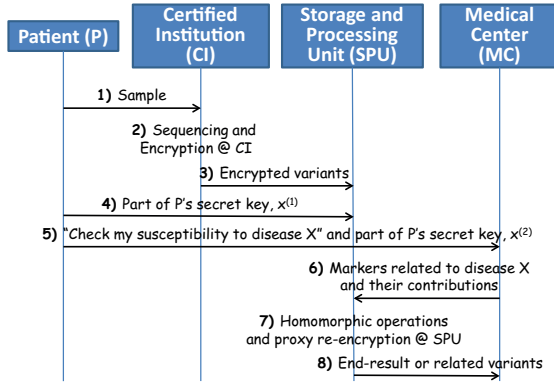 Patient (P)
Certified
Institution
(CI)
Storage and
Processing
Unit (SPU)
Medical
Center
(MC)
1) Sample
2) Sequencing and
Encryption @ CI
3) Encrypted variants
4) Part of P's secret key, x(1)
5) "Check my susceptibility to disease X" and part of P's secret key, x(2)
6) Markers related to disease X
and their contributions
7) Homomorphic operations
and proxy re-encryption @ SPU
8) End-result or related variants